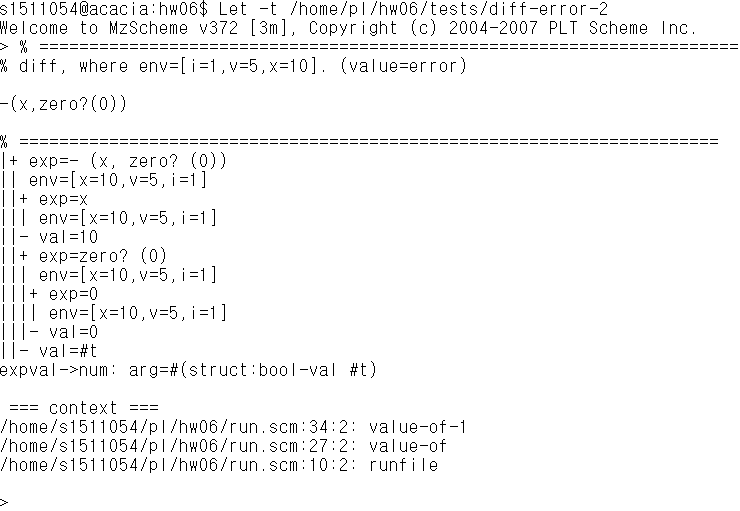 s1511054@acacia:hw06$ Let -t /home/pl/hw06/tests/diff-error-2
Welcome to MzScheme v372 [3m], Copyright (c) 2004-2007 PLT Scheme Inc.
> % ======================================================================
% diff, where env=[i=1,v=5,x=10]. (value=error)
-(x,zero?(0))
% ======================================================================
|+ exp=- (x, zero? (0))
|| env=[x=10,v=5,i=1]
||+ exp=x
||| env=[x=10,v=5,i=1]
||- val=10
||+ exp=zero? (0)
||| env=[x=10,v=5,i=1]
|||+ exp=0
|||| env=[x=10,v=5,i=1]
|||- val=0
||- val=#t
expval->num: arg=#(struct:bool-val #t)
=== context ===
/home/s1511054/pl/hw06/run.scm:34:2: value-of-1
/home/s1511054/pl/hw06/run.scm:27:2: value-of
/home/s1511054/pl/hw06/run.scm:10:2: runfile
>